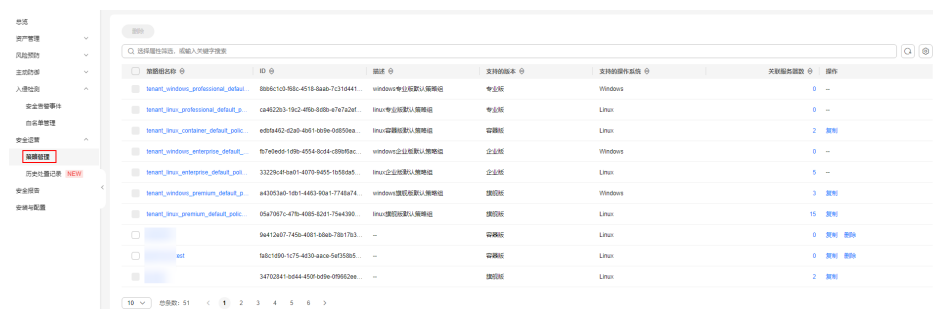 总览
资产管理
风险预防
主动防御
入侵检测
安全告警事件
白名单管理
安全运营
策略管理
历史处置记录 NEW
安全报告
安装与配置
删除
选择属性筛选，或输入关键字搜索
策略组名称 ID 描述 支持的版本 支持的操作系统 关联服务器数 操作
tenant_windows_professional_defaul... 8bb6c1c0-f68c-4518-8aab-7c31d441... windows专业版默认策略组 专业版 Windows 0 --
tenant_linux_professional_default_p... ca4622b3-19c2-4f6b-8d8b-e7e7a2ef... linux专业版默认策略组 专业版 Linux 0 --
tenant_linux_container_default_polic... edbfa462-d2a0-4b61-bb9e-0d850ea... linux容器版默认策略组 容器版 Linux 2 复制
tenant_windows_enterprise_default_... fb7e0edd-1d9b-4554-8cd4-c89bf6ac... windows企业版默认策略组 企业版 Windows 0 --
tenant_linux_enterprise_default_poli... 33229c4f-ba01-4070-9455-1b58da5... linux企业版默认策略组 企业版 Linux 5 --
tenant_windows_premium_default_p... a43053a0-1db1-4463-90a1-7748a74... windows旗舰版默认策略组 旗舰版 Windows 3 复制
tenant_linux_premium_default_polic... 05a7067c-47fb-4085-82d1-75e4390... linux旗舰版默认策略组 旗舰版 Linux 15 复制
9e412e07-745b-4081-b8eb-78b17b3... -- 容器版 Linux 0 复制 删除
est fa8c1d90-1c75-4d30-aace-5ef358b5... -- 容器版 Linux 0 复制 删除
34702841-bd44-450f-bd9e-0f9662ee... -- 旗舰版 Linux 2 复制
10 总条数: 51 < 1 2 3 4 5 6 >